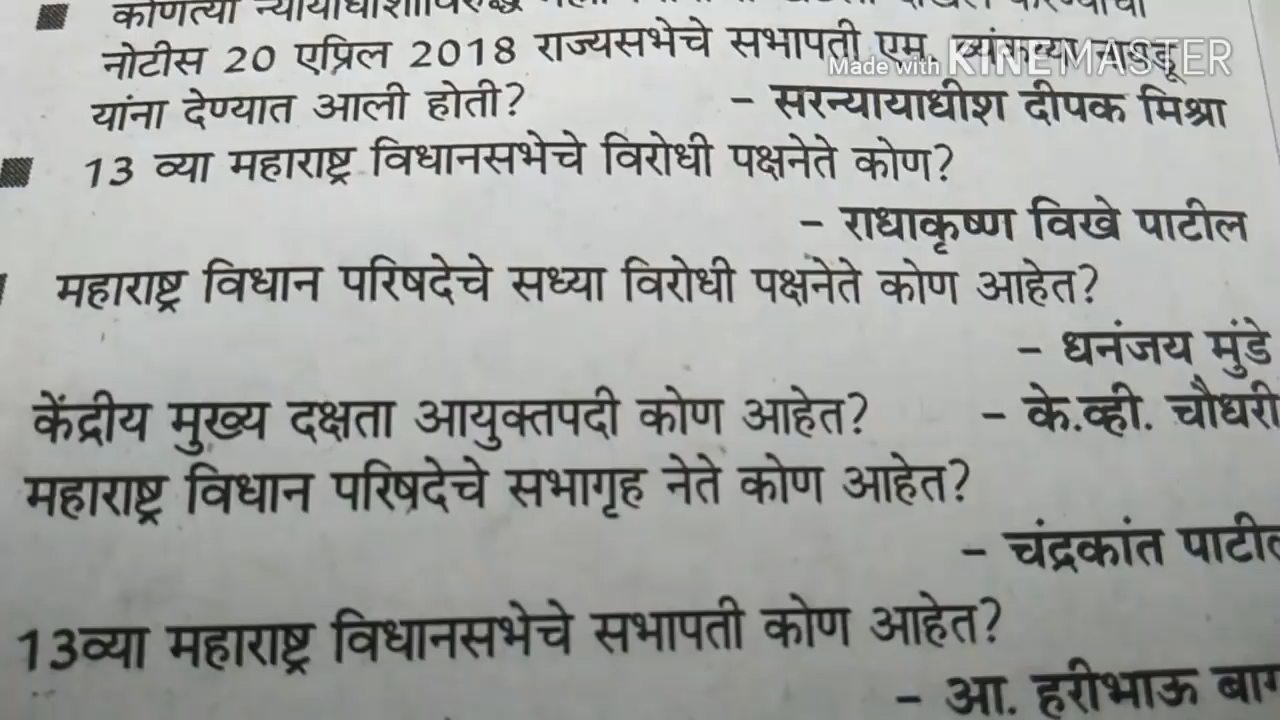 कोणत्या
नोटीस 20 एप्रिल 2018 राज्यसभेचे सभापती एम.
Made with KINEMASTER
यांना देण्यात आली होती? - सरन्यायाधीश दीपक मिश्रा
13 व्या महाराष्ट्र विधानसभेचे विरोधी पक्षनेते कोण?
- राधाकृष्ण विखे पाटील
महाराष्ट्र विधान परिषदेचे सध्या विरोधी पक्षनेते कोण आहेत?
- धनंजय मुंडे
केंद्रीय मुख्य दक्षता आयुक्तपदी कोण आहेत? - के.व्ही. चौधरी
महाराष्ट्र विधान परिषदेचे सभागृह नेते कोण आहेत?
- चंद्रकांत
13व्या महाराष्ट्र विधानसभेचे सभापती कोण आहेत?
- आ. हरीभाऊ